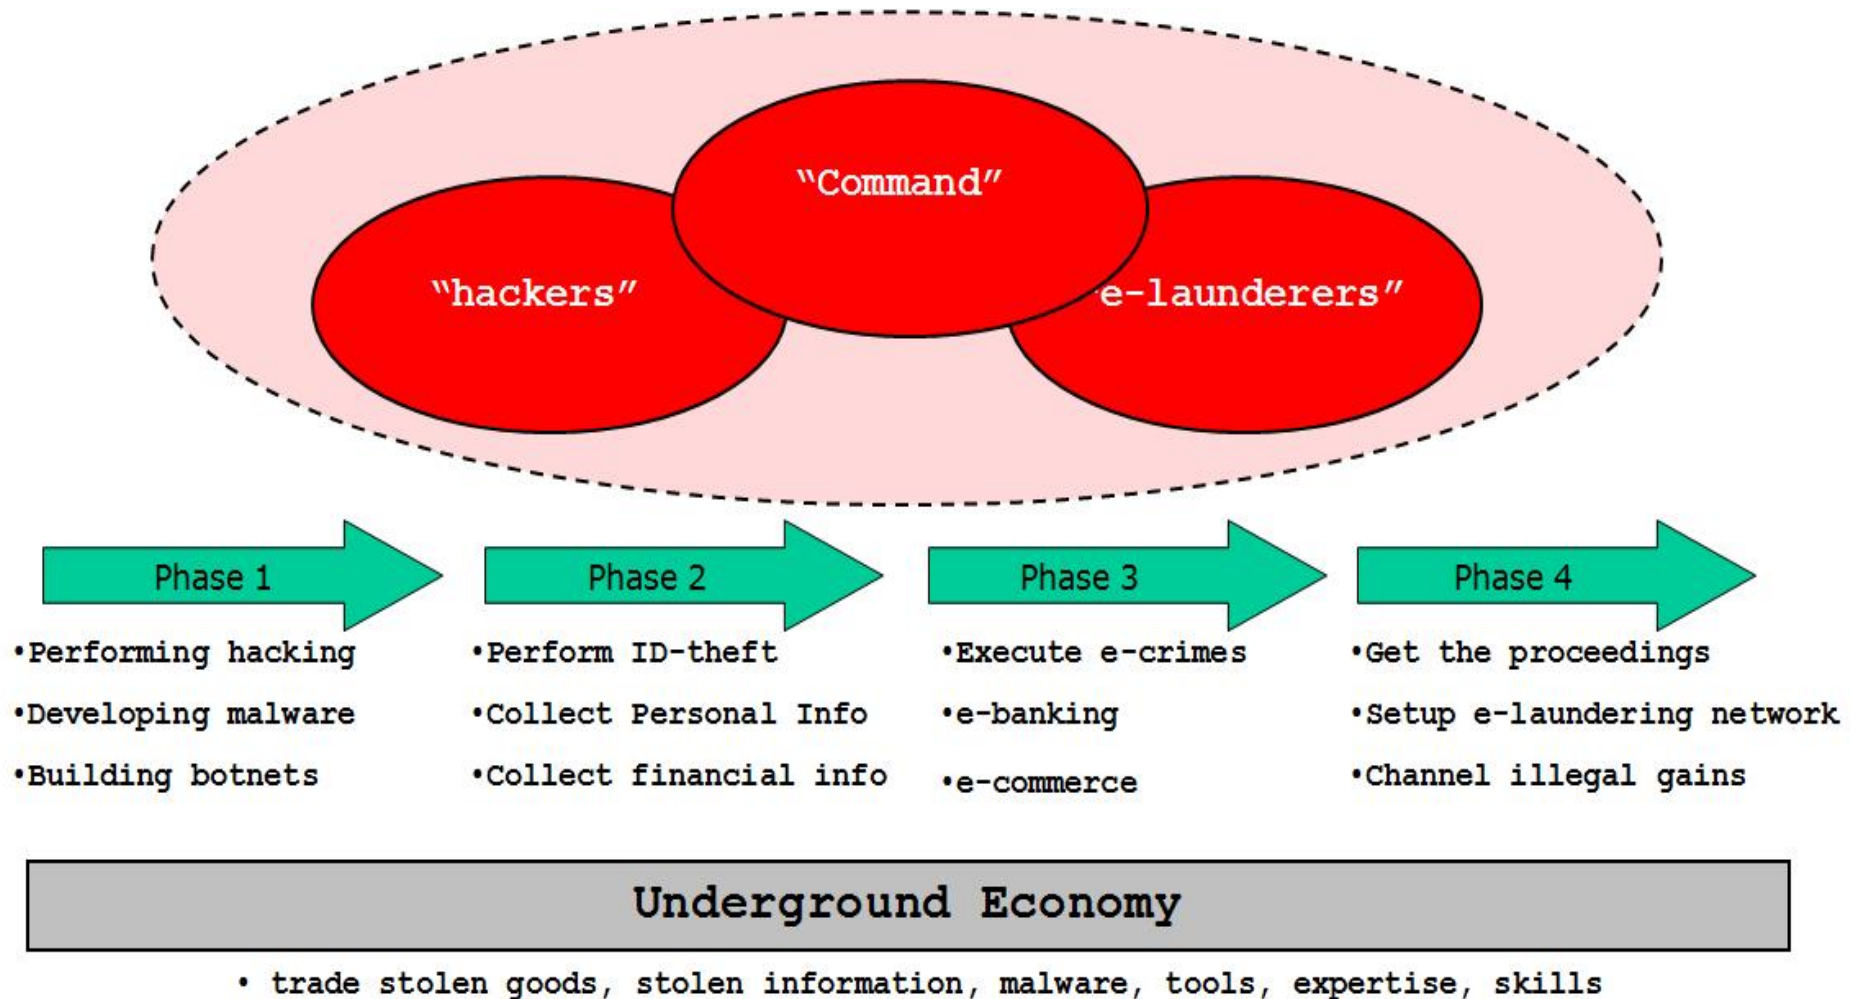 “Command”
“hackers”
e-launderers”
Phase 1
Phase 2
Phase 3
Phase 4
•Performing hacking
•Developing malware
•Building botnets
•Perform ID-theft
•Collect Personal Info
•Collect financial info
•Execute e-crimes
•e-banking
•e-commerce
•Get the proceedings
•Setup e-laundering network
•Channel illegal gains
Underground Economy
• trade stolen goods, stolen information, malware, tools, expertise, skills